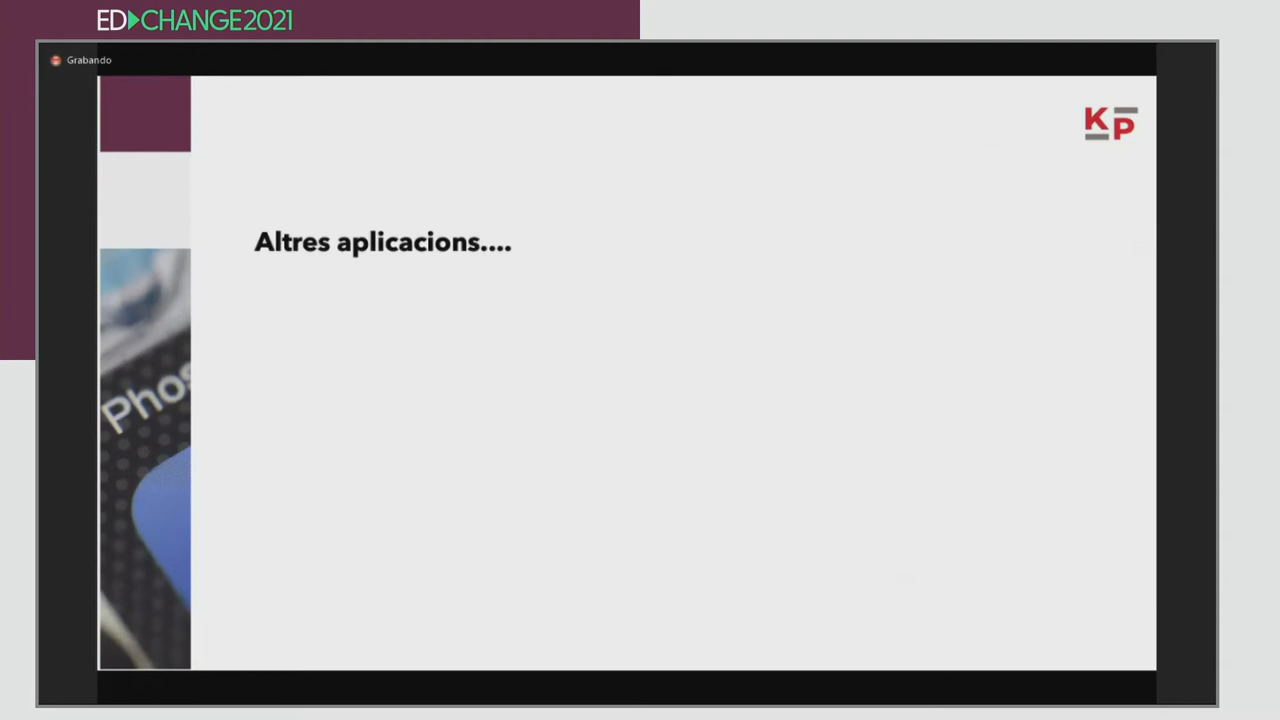 ED▶CHANGE2021
Grabando
KP
Altres aplicacions....
Phos